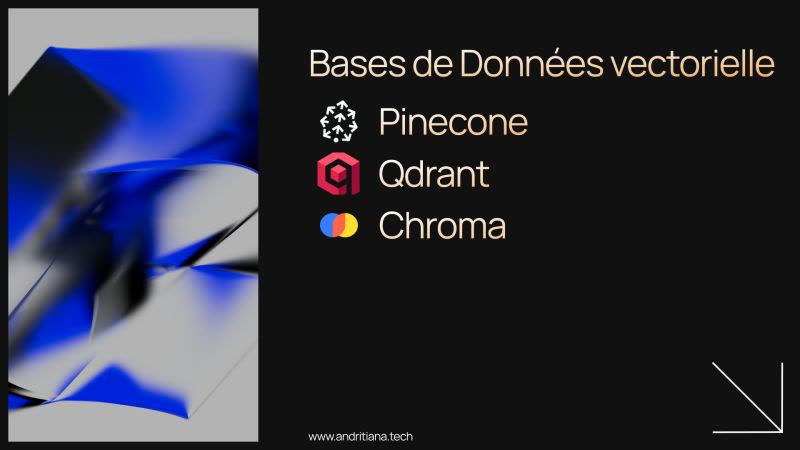 Bases de Données vectorielle
Pinecone
Qdrant
Chroma
www.andritiana.tech